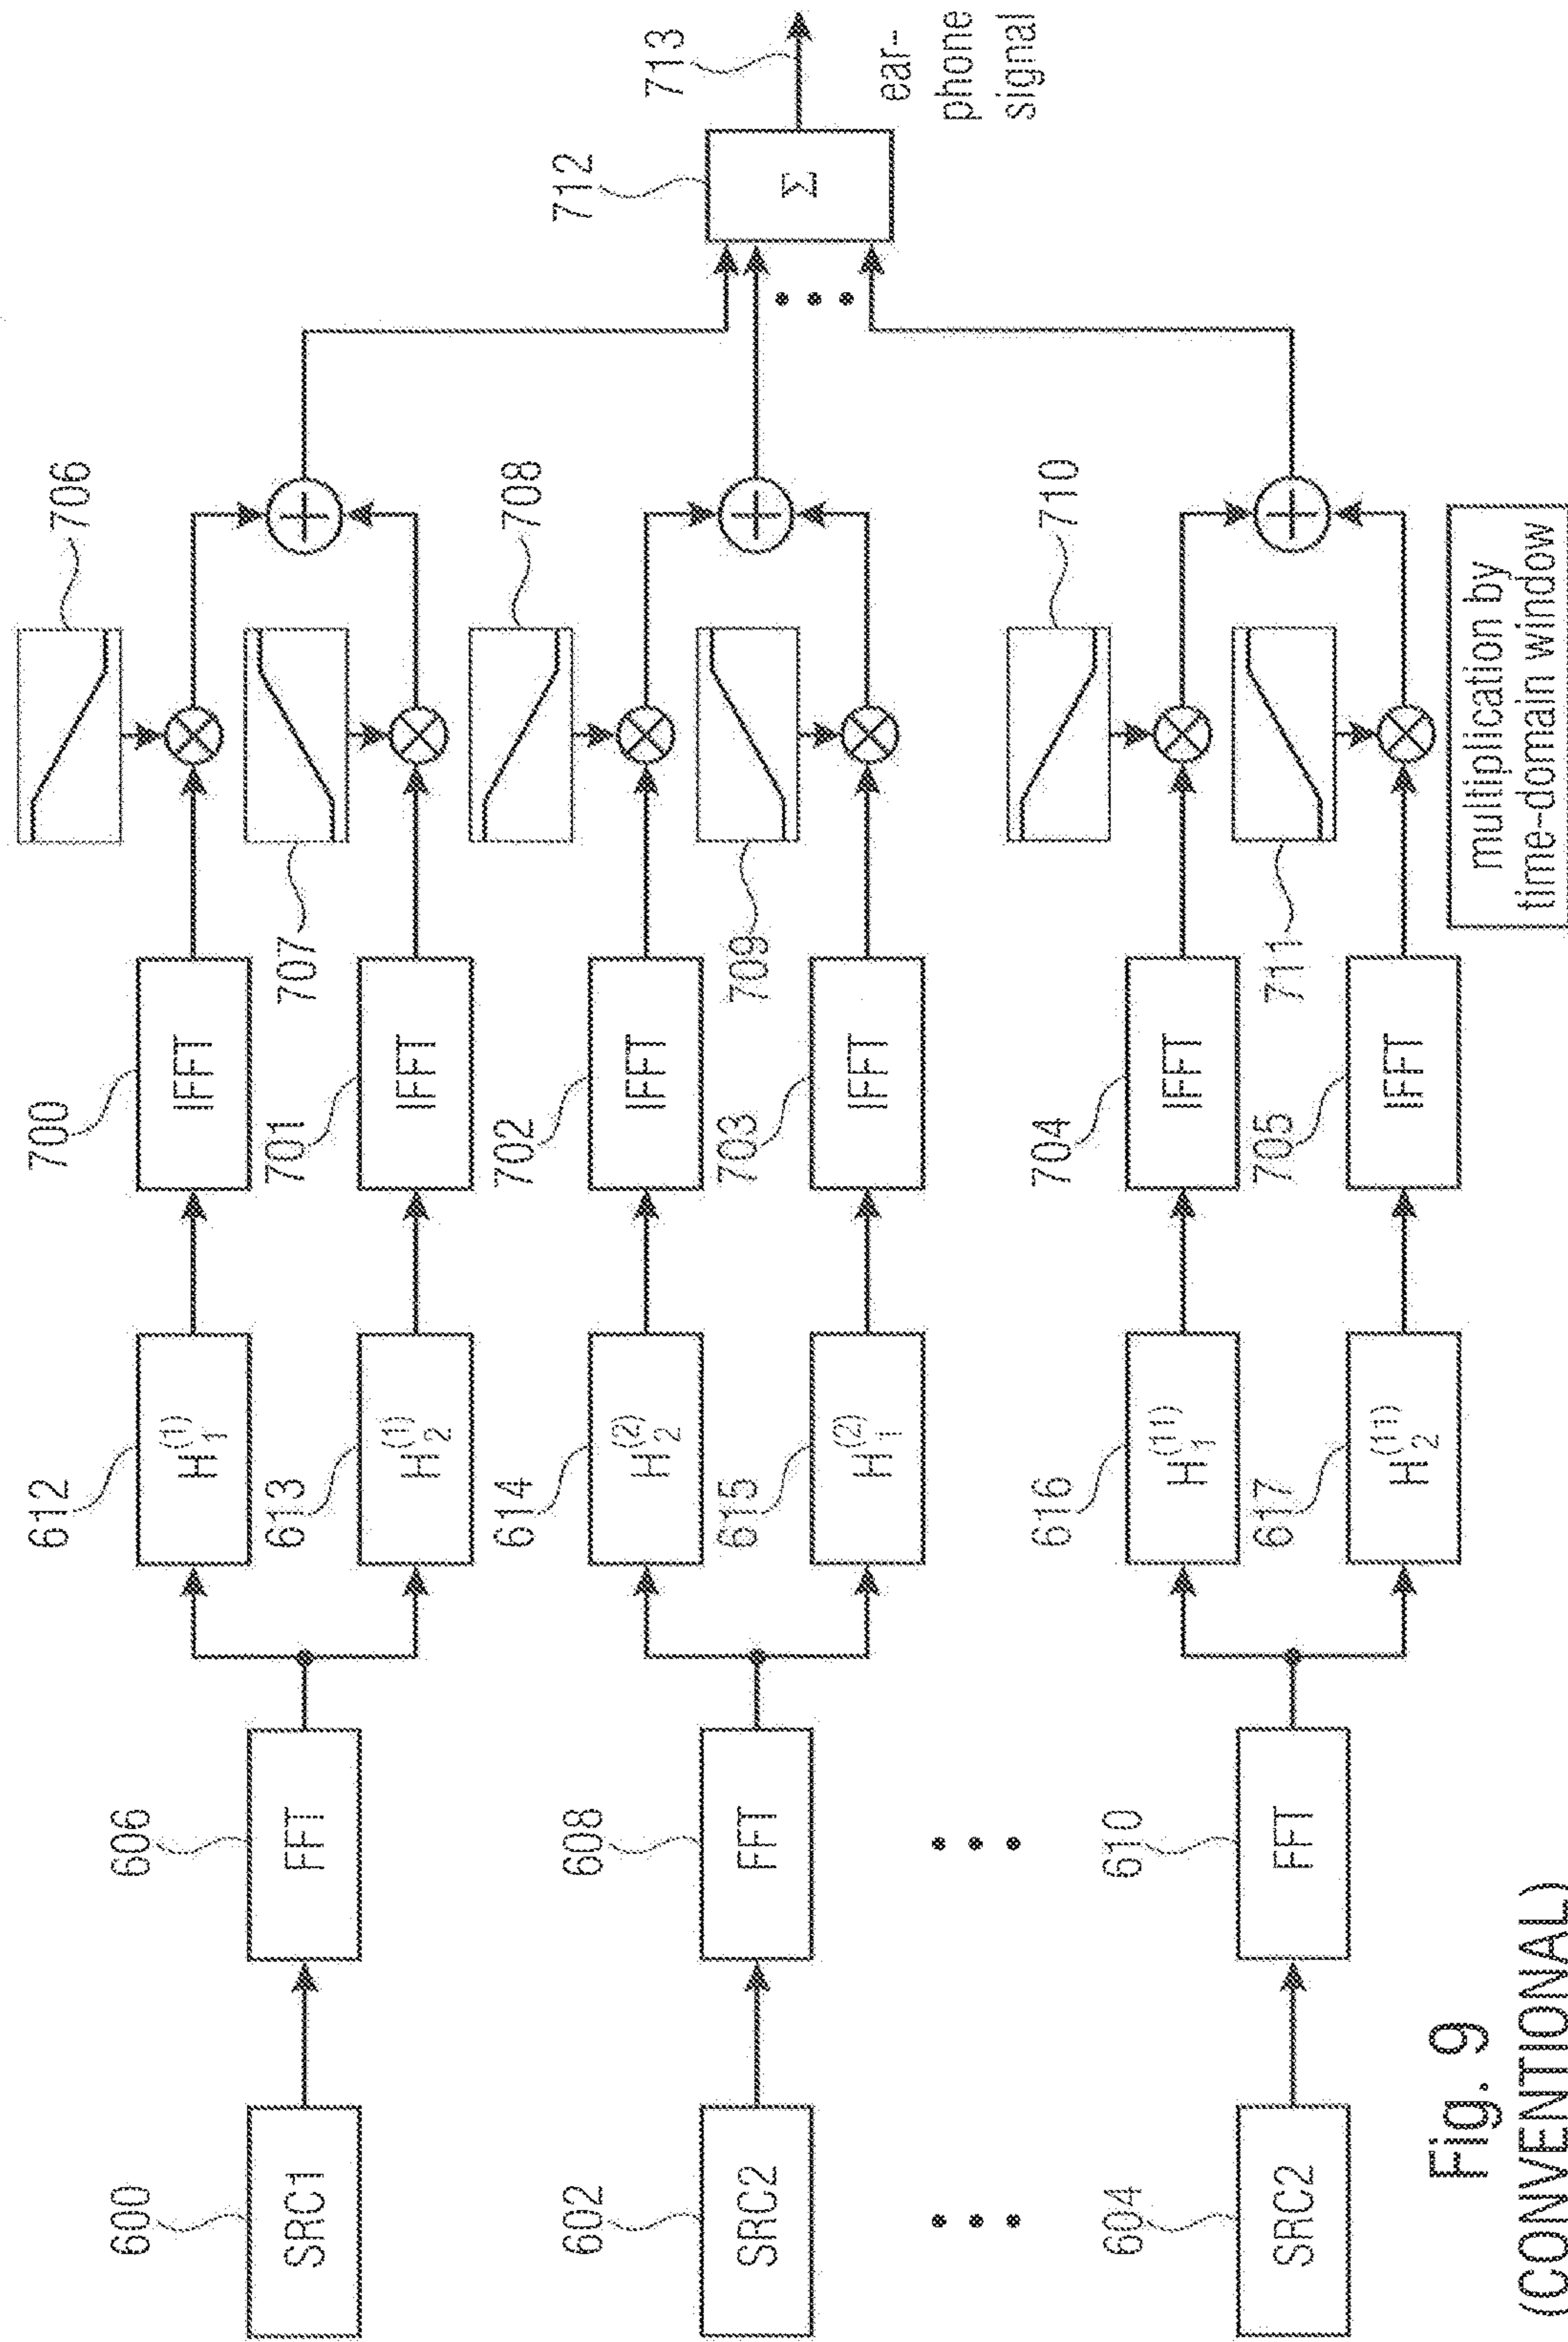 600
SRC1
606
FFT
612
H1(1)
613
H2(1)
700
IFFT
701
IFFT
706
707
602
SRC2
608
FFT
614
H2(2)
615
H1(2)
702
IFFT
703
IFFT
708
709
712
Σ
713
ear-
phone
signal
604
SRC2
610
FFT
616
H1(11)
617
H2(11)
704
IFFT
705
IFFT
710
711
multiplication by
time-domain window
Fig. 9
(CONVENTIONAL)